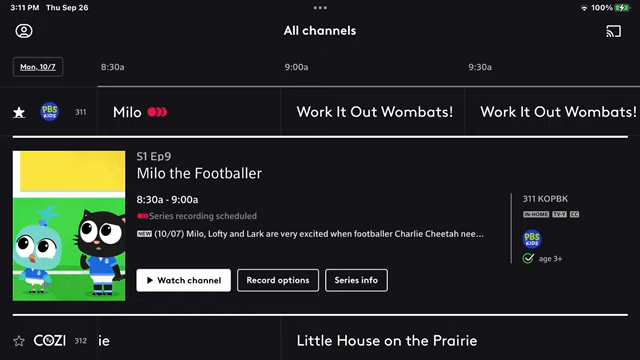 3:11 PM Thu Sep 26
100%
All channels
Mon, 10/7
8:30a
9:00a
9:30a
PBS KIDS
311
Milo
Work It Out Wombats!
Work It Out Wombats!
S1 Ep9
Milo the Footballer
8:30a - 9:00a
Series recording scheduled
NEW (10/07) Milo, Lofty and Lark are very excited when footballer Charlie Cheetah nee...
311 KOPBK
IN-HOME TV-Y CC
PBS KIDS
age 3+
Watch channel
Record options
Series info
COZI TV
312
ie
Little House on the Prairie